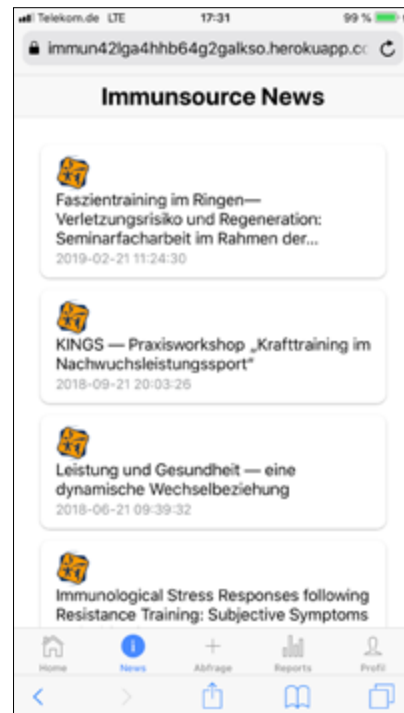 Telekom.de LTE 17:31 99 %
immun42lga4hhb64g2galkso.herokuapp.cc
Immunsource News
Faszientraining im Ringen—
Verletzungsrisiko und Regeneration:
Seminarfacharbeit im Rahmen der...
2019-02-21 11:24:30
KINGS — Praxisworkshop „Krafttraining im
Nachwuchsleistungssport“
2018-09-21 20:03:26
Leistung und Gesundheit — eine
dynamische Wechselbeziehung
2018-06-21 09:39:32
Immunological Stress Responses following
Resistance Training: Subjective Symptoms
Home News Abfrage Reports Profil